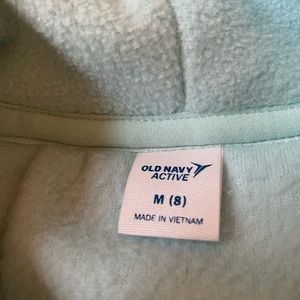 OLD NAVY
ACTIVE
M (8)
MADE IN VIETNAM